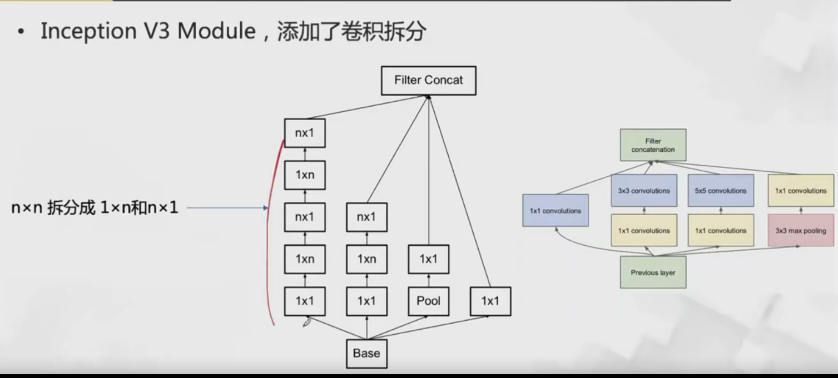 • Inception V3 Module，添加了卷积拆分
Filter Concat
nx1
1xn
nx1
nx1
1xn
1xn
1x1
1x1
1x1
Pool
1x1
Base
n×n 拆分成 1×n和n×1
Filter concatenation
3x3 convolutions
5x5 convolutions
1x1 convolutions
1x1 convolutions
1x1 convolutions
1x1 convolutions
3x3 max pooling
Previous layer